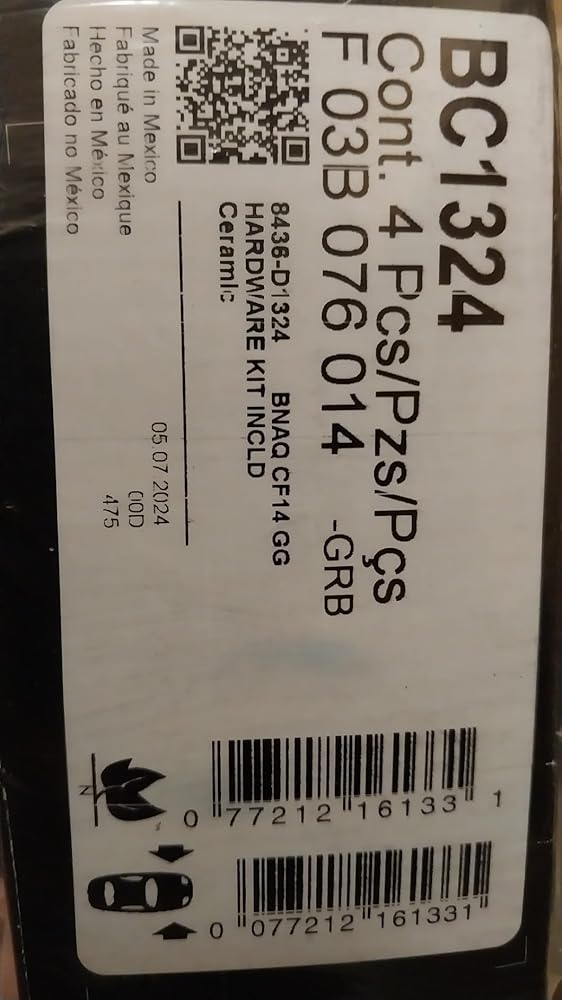 BC1324
Cont. 4 Pcs/Pzs/Pçs
F 03B 076 014 -GRB
8436-D1324 BNAQ CF14 GG
HARDWARE KIT INCLD
Ceramic
05.07 2024
00D
475
Made in Mexico
Fabriqué au Mexique
Hecho en México
Fabricado no México
0 77212 16133 1
0 077212 161331
N